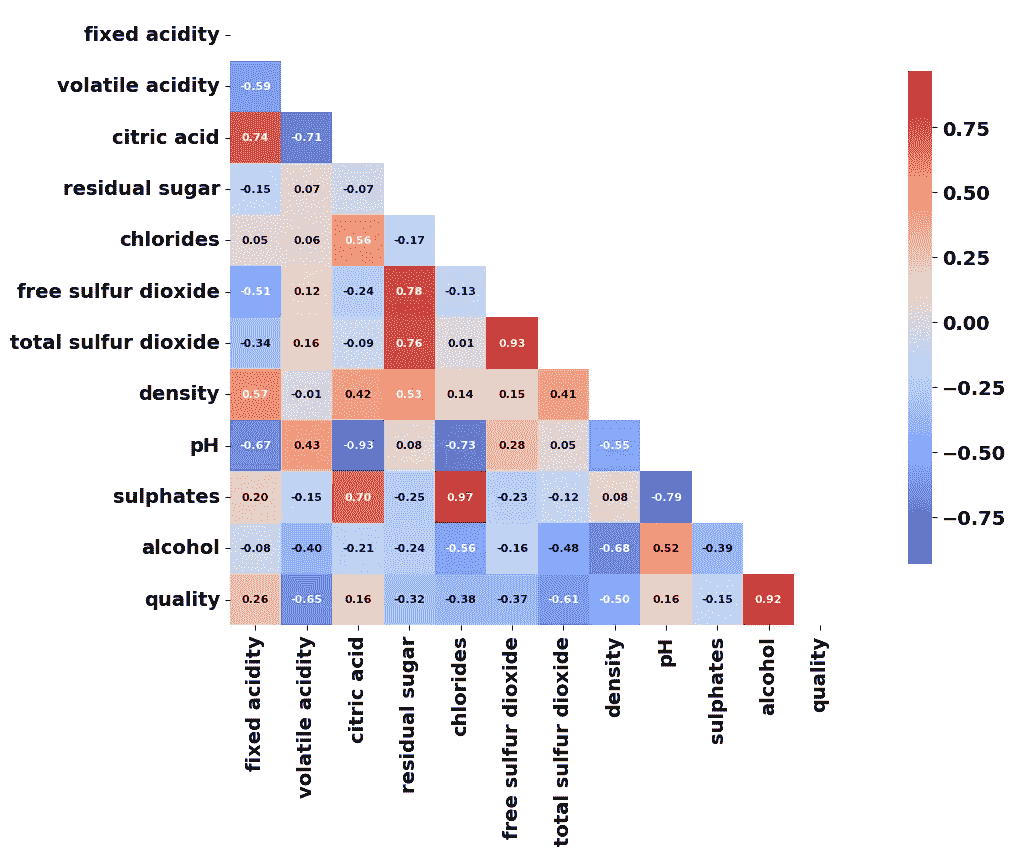 fixed acidity
volatile acidity -0.59
citric acid 0.74 -0.71
residual sugar -0.15 0.07 -0.07
chlorides 0.05 0.06 0.56 -0.17
free sulfur dioxide -0.51 0.12 -0.24 0.78 -0.13
total sulfur dioxide -0.34 0.16 -0.09 0.76 0.01 0.93
density 0.57 -0.01 0.42 0.53 0.14 0.15 0.41
pH -0.67 0.43 -0.93 0.08 -0.73 0.28 0.05 -0.55
sulphates 0.20 -0.15 0.70 -0.25 0.97 -0.23 -0.12 0.08 -0.79
alcohol -0.08 -0.40 -0.21 -0.24 -0.56 -0.16 -0.48 -0.68 0.52 -0.39
quality 0.26 -0.65 0.16 -0.32 -0.38 -0.37 -0.61 -0.50 0.16 -0.15 0.92
fixed acidity
volatile acidity
citric acid
residual sugar
chlorides
free sulfur dioxide
total sulfur dioxide
density
pH
sulphates
alcohol
quality
0.75
0.50
0.25
0.00
−0.25
−0.50
−0.75